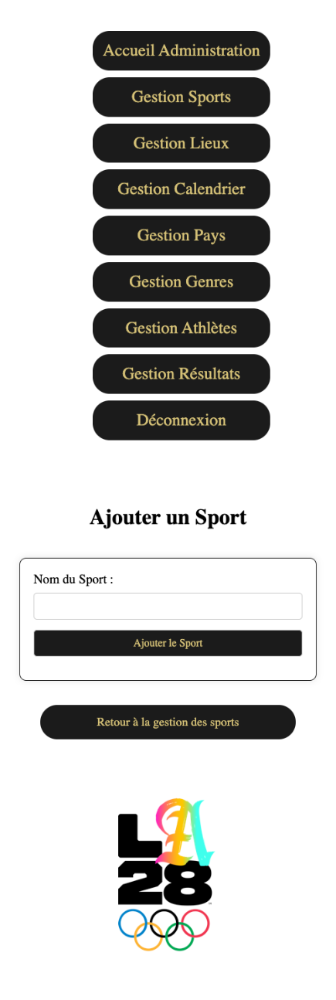 Accueil Administration
Gestion Sports
Gestion Lieux
Gestion Calendrier
Gestion Pays
Gestion Genres
Gestion Athlètes
Gestion Résultats
Déconnexion
Ajouter un Sport
Nom du Sport :
Ajouter le Sport
Retour à la gestion des sports
LA
28